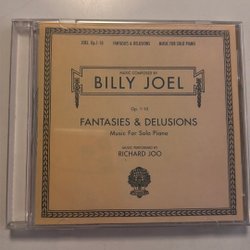 JOEL Op. 1-10 FANTASIES & DELUSIONS MUSIC FOR SOLO PIANO
MUSIC COMPOSED BY
BILLY JOEL
Op. 1-10
FANTASIES & DELUSIONS
Music For Solo Piano
MUSIC PERFORMED BY
RICHARD JOO